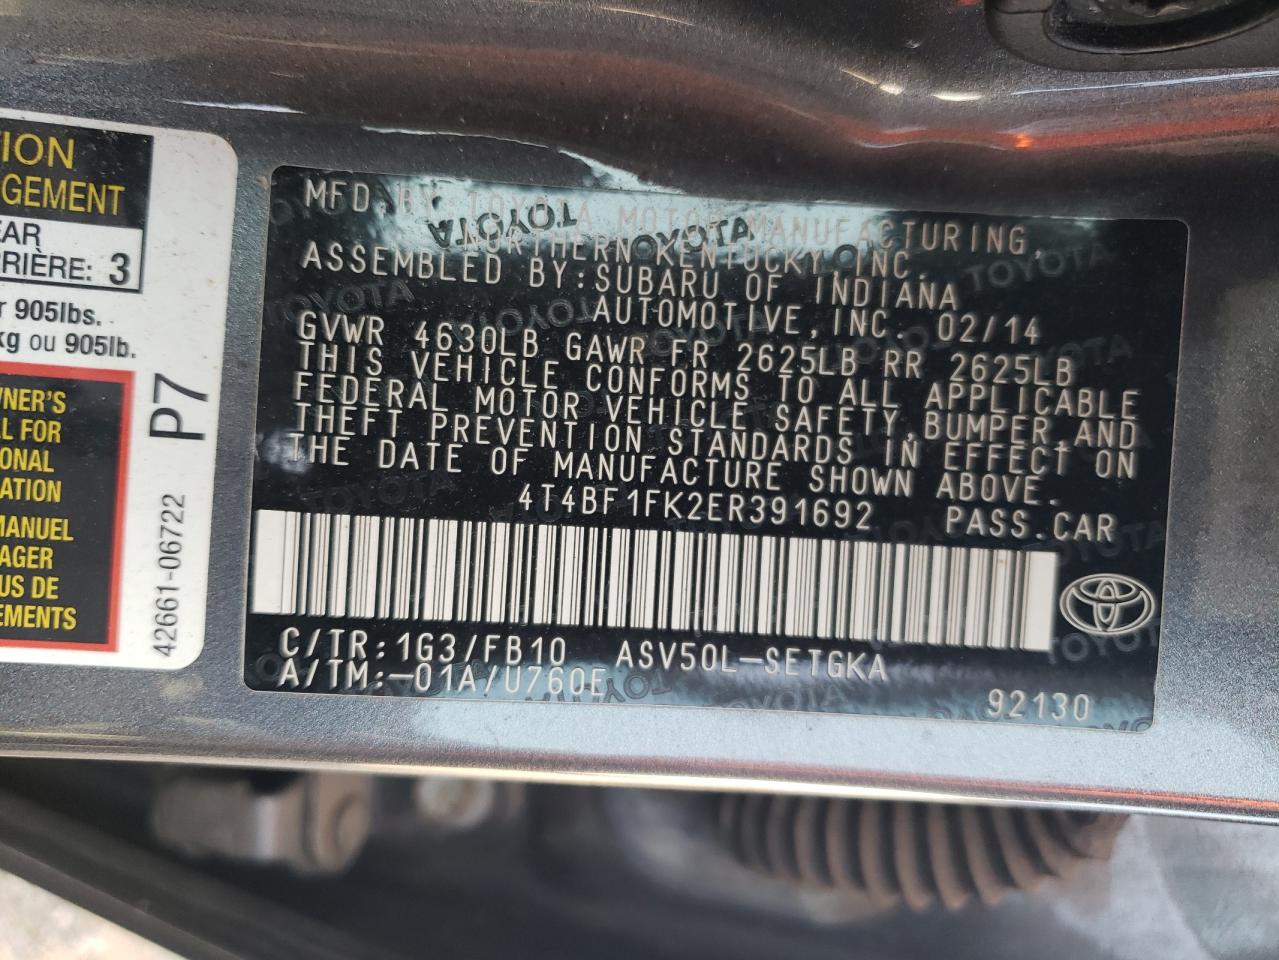 ION
GEMENT
EAR
RIÈRE: 3
r 905lbs.
kg ou 905lb.
P7
WNER'S
L FOR
ONAL
ATION
MANUEL
AGER
US DE
EMENTS
42661-06722
MFD.BY TOYOTA MOTOR MANUFACTURING,
NORTHERN KENTUCKY,INC.
ASSEMBLED BY:SUBARU OF INDIANA
AUTOMOTIVE,INC. 02/14
GVWR 4630LB GAWR FR 2625LB RR 2625LB
THIS VEHICLE CONFORMS TO ALL APPLICABLE
FEDERAL MOTOR VEHICLE SAFETY,BUMPER,AND
THEFT PREVENTION STANDARDS IN EFFECT ON
THE DATE OF MANUFACTURE SHOWN ABOVE.
4T4BF1FK2ER391692 PASS.CAR
C/TR:1G3/FB10 ASV50L-SETGKA
A/TM:-01A/U760E
92130